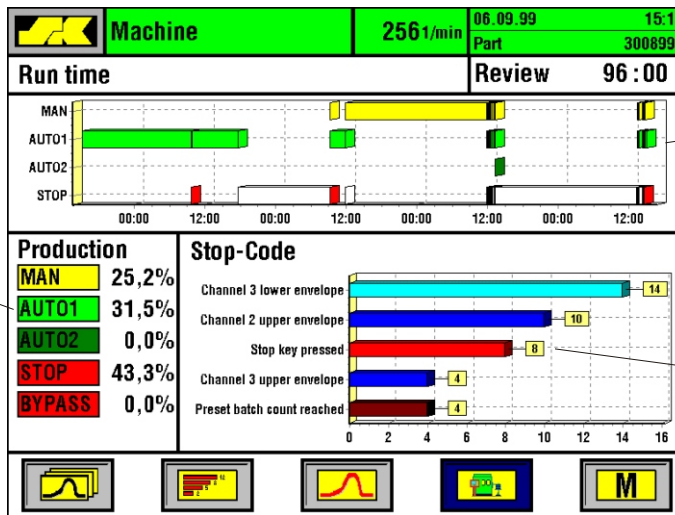 Machine
256 1/min
06.09.99 15:1
Part 300899
Run time
Review 96:00
MAN
AUTO1
AUTO2
STOP
00:00 12:00 00:00 12:00 00:00 12:00 00:00 12:00
Production
MAN 25,2%
AUTO1 31,5%
AUTO2 0,0%
STOP 43,3%
BYPASS 0,0%
Stop-Code
Channel 3 lower envelope 14
Channel 2 upper envelope 10
Stop key pressed 8
Channel 3 upper envelope 4
Preset batch count reached 4
0 2 4 6 8 10 12 14 16
M